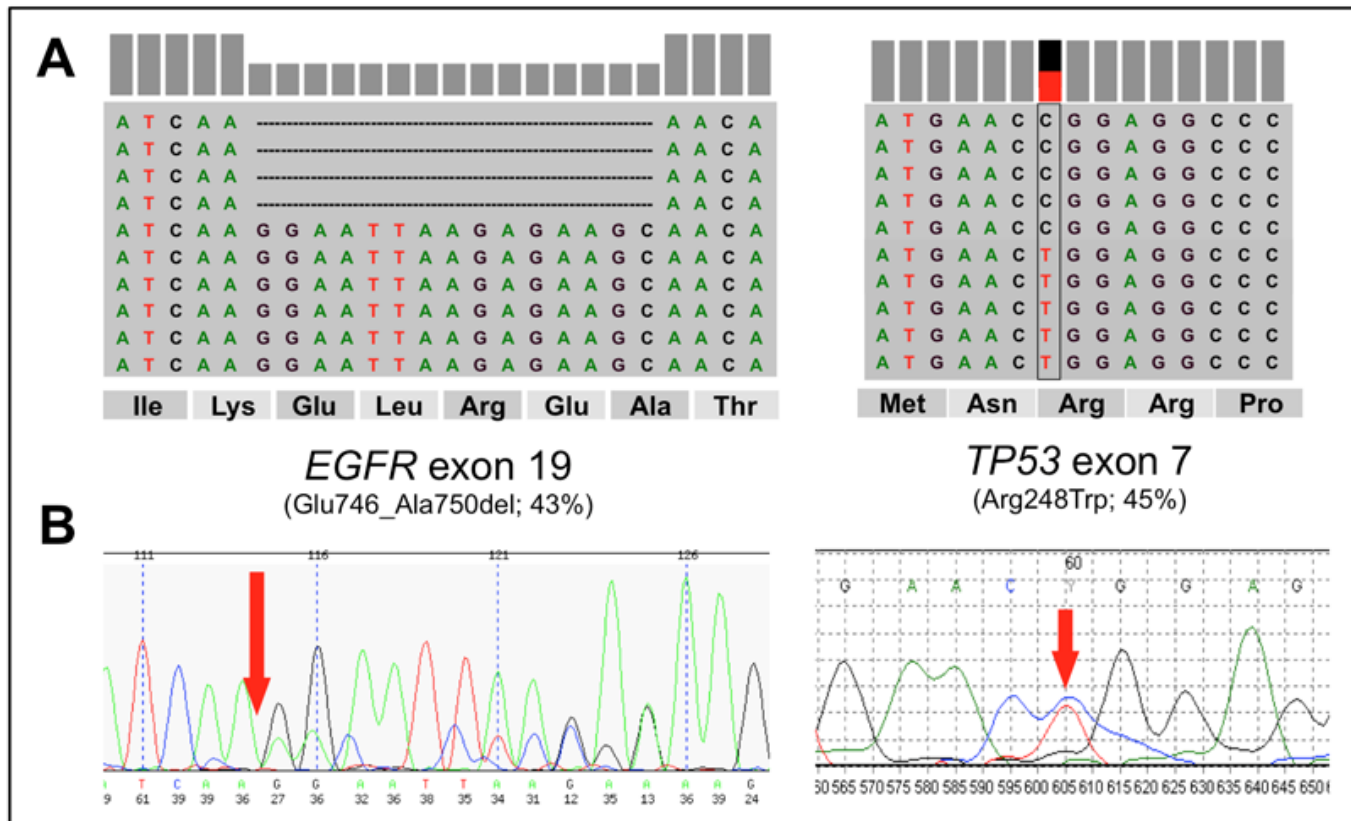 A
A T C A A ---------- A A C A
A T C A A ---------- A A C A
A T C A A ---------- A A C A
A T C A A ---------- A A C A
A T C A A G G A A T T A A G A G A A G C A A C A
A T C A A G G A A T T A A G A G A A G C A A C A
A T C A A G G A A T T A A G A G A A G C A A C A
A T C A A G G A A T T A A G A G A A G C A A C A
A T C A A G G A A T T A A G A G A A G C A A C A
A T C A A G G A A T T A A G A G A A G C A A C A
Ile Lys Glu Leu Arg Glu Ala Thr
EGFR exon 19
(Glu746_Ala750del; 43%)
A T G A A C C G G A G G C C C
A T G A A C C G G A G G C C C
A T G A A C C G G A G G C C C
A T G A A C C G G A G G C C C
A T G A A C C G G A G G C C C
A T G A A C T G G A G G C C C
A T G A A C T G G A G G C C C
A T G A A C T G G A G G C C C
A T G A A C T G G A G G C C C
A T G A A C T G G A G G C C C
Met Asn Arg Arg Pro
TP53 exon 7
(Arg248Trp; 45%)
B
111 116 121 126
A T C A A G G A A T T A A G A A A A G
9 61 39 39 36 27 36 32 36 38 35 34 31 12 35 13 36 39 24
60
G A A C Y G G A G
565 570 575 580 585 590 595 600 605 610 615 620 625 630 635 640 645 650